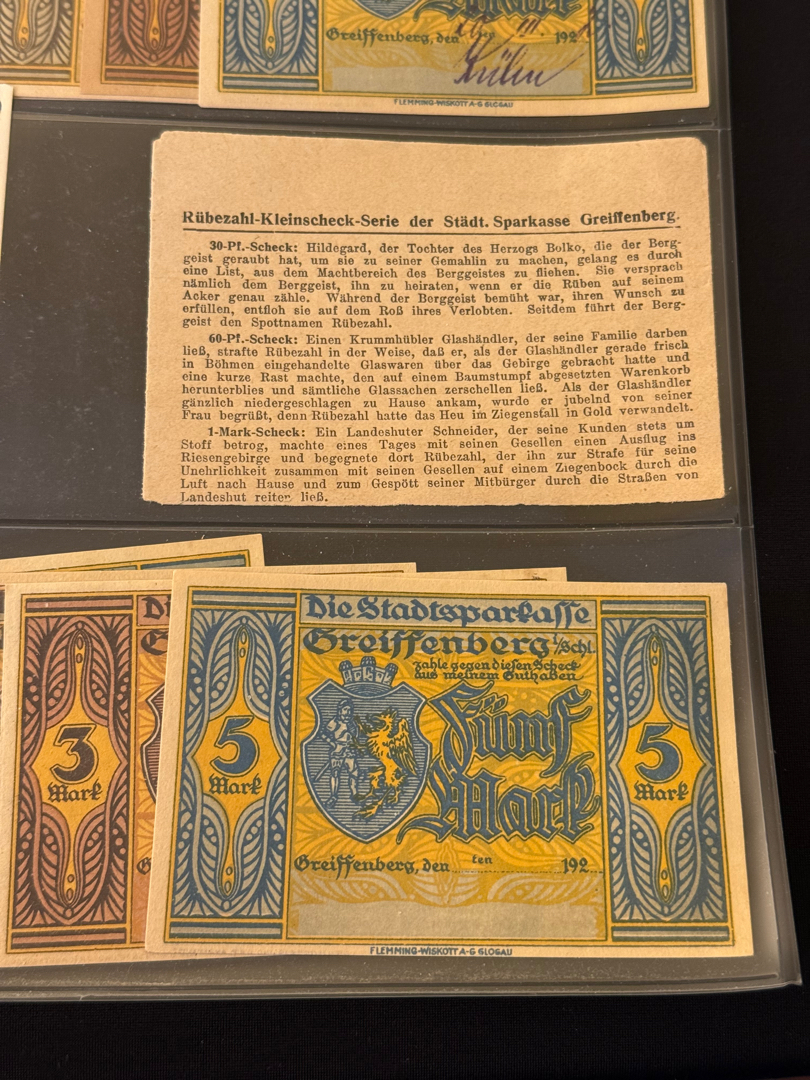 Mark
Greiffenberg, den
192
FLEMMING-WISKOTT A-G GLOGAU
Rübezahl-Kleinscheck-Serie der Städt. Sparkasse Greiffenberg.
30-Pf.-Scheck: Hildegard, der Tochter des Herzogs Bolko, die der Berg-
geist geraubt hat, um sie zu seiner Gemahlin zu machen, gelang es durch
eine List, aus dem Machtbereich des Berggeistes zu fliehen. Sie versprach
nämlich dem Berggeist, ihn zu heiraten, wenn er die Rüben auf seinem
Acker genau zähle. Während der Berggeist bemüht war, ihren Wunsch zu
erfüllen, entfloh sie auf dem Roß ihres Verlobten. Seitdem führt der Berg-
geist den Spottnamen Rübezahl.
60-Pf.-Scheck: Einen Krummhübler Glashändler, der seine Familie darben
ließ, strafte Rübezahl in der Weise, daß er, als der Glashändler gerade frisch
in Böhmen eingehandelte Glaswaren über das Gebirge gebracht hatte und
eine kurze Rast machte, den auf einem Baumstumpf abgesetzten Warenkorb
herunterblies und sämtliche Glassachen zerschellen ließ. Als der Glashändler
gänzlich niedergeschlagen zu Hause ankam, wurde er jubelnd von seiner
Frau begrüßt, denn Rübezahl hatte das Heu im Ziegenstall in Gold verwandelt.
1-Mark-Scheck: Ein Landeshuter Schneider, der seine Kunden stets um
Stoff betrog, machte eines Tages mit seinen Gesellen einen Ausflug ins
Riesengebirge und begegnete dort Rübezahl, der ihn zur Strafe für seine
Unehrlichkeit zusammen mit seinen Gesellen auf einem Ziegenbock durch die
Luft nach Hause und zum Gespött seiner Mitbürger durch die Straßen von
Landeshut reiten ließ.
3
Mark
Die Stadtsparkasse
Greiffenberg i/Schl.
zahle gegen diesen Scheck
aus meinem Guthaben
Fünf
Mark
5
Mark
5
Mark
Greiffenberg, den ten 192
FLEMMING-WISKOTT A-G GLOGAU